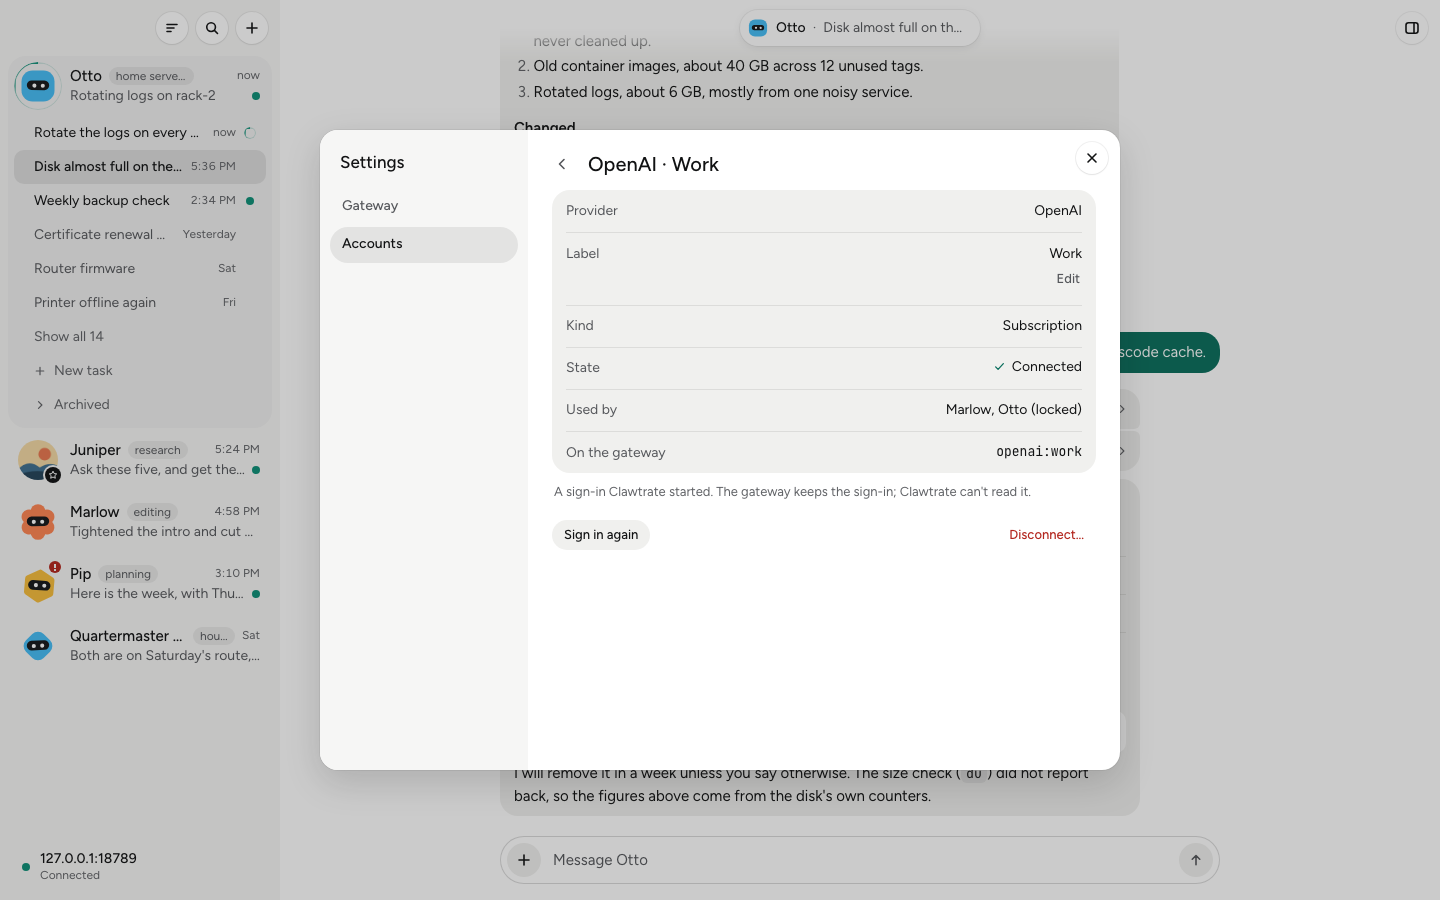 Otto home serve... now
Rotating logs on rack-2
Rotate the logs on every ... now
Disk almost full on the... 5:36 PM
Weekly backup check 2:34 PM
Certificate renewal ... Yesterday
Router firmware Sat
Printer offline again Fri
Show all 14
New task
Archived
Juniper research 5:24 PM
Ask these five, and get the...
Marlow editing 4:58 PM
Tightened the intro and cut ...
Pip planning 3:10 PM
Here is the week, with Thu...
Quartermaster ... hou... Sat
Both are on Saturday's route,...
127.0.0.1:18789
Connected
Otto · Disk almost full on th...
never cleaned up.
2. Old container images, about 40 GB across 12 unused tags.
3. Rotated logs, about 6 GB, mostly from one noisy service.
Changed
scode cache.
Settings
Gateway
Accounts
OpenAI · Work
Provider OpenAI
Label Work
Edit
Kind Subscription
State Connected
Used by Marlow, Otto (locked)
On the gateway openai:work
A sign-in Clawtrate started. The gateway keeps the sign-in; Clawtrate can't read it.
Sign in again Disconnect...
I will remove it in a week unless you say otherwise. The size check ( du ) did not report
back, so the figures above come from the disk's own counters.
Message Otto